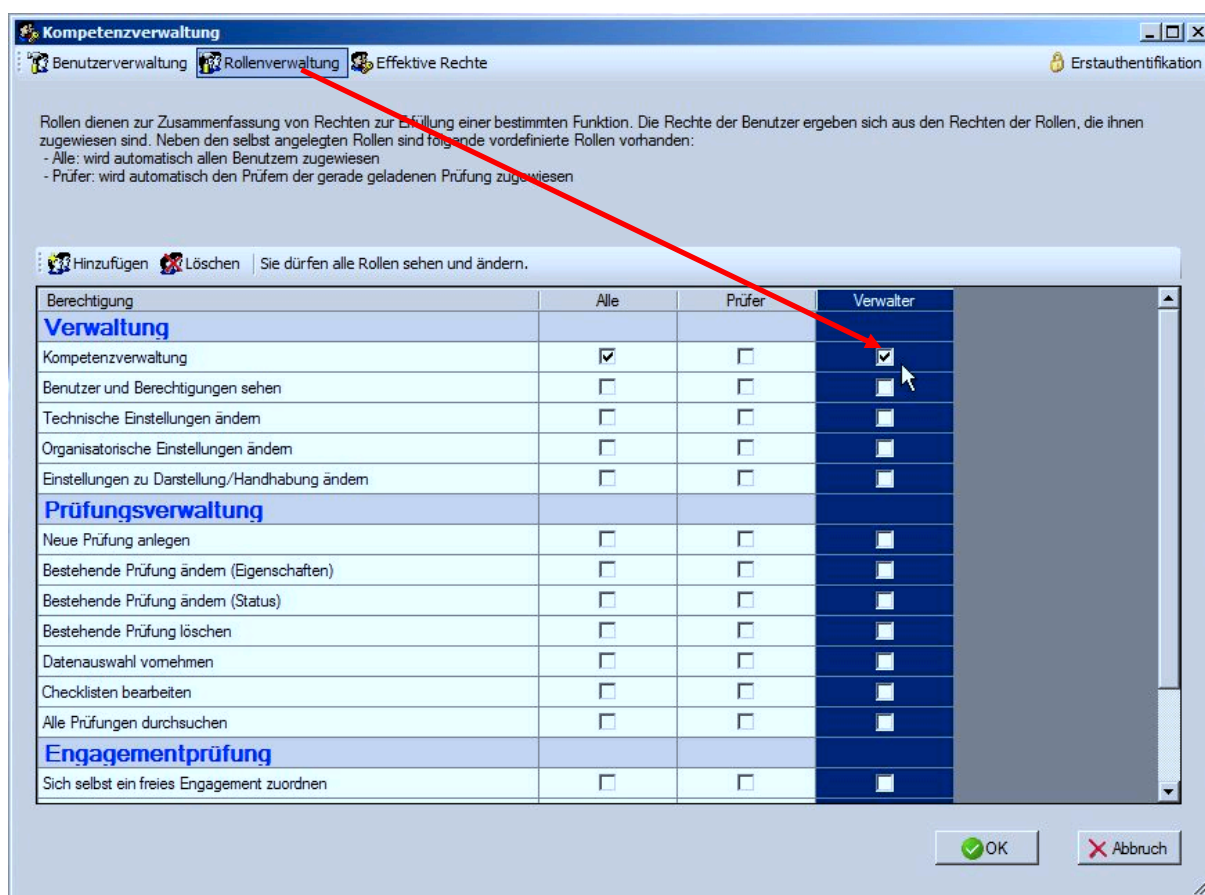 Kompetenzverwaltung
Benutzerverwaltung Rollenverwaltung Effektive Rechte Erstauthentifikation
Rollen dienen zur Zusammenfassung von Rechten zur Erfüllung einer bestimmten Funktion. Die Rechte der Benutzer ergeben sich aus den Rechten der Rollen, die ihnen
zugewiesen sind. Neben den selbst angelegten Rollen sind folgende vordefinierte Rollen vorhanden:
- Alle: wird automatisch allen Benutzern zugewiesen
- Prüfer: wird automatisch den Prüfern der gerade geladenen Prüfung zugewiesen
Hinzufügen Löschen Sie dürfen alle Rollen sehen und ändern.
Berechtigung Alle Prüfer Verwalter
Verwaltung
Kompetenzverwaltung
Benutzer und Berechtigungen sehen
Technische Einstellungen ändern
Organisatorische Einstellungen ändern
Einstellungen zu Darstellung/Handhabung ändern
Prüfungsverwaltung
Neue Prüfung anlegen
Bestehende Prüfung ändern (Eigenschaften)
Bestehende Prüfung ändern (Status)
Bestehende Prüfung löschen
Datenauswahl vornehmen
Checklisten bearbeiten
Alle Prüfungen durchsuchen
Engagementprüfung
Sich selbst ein freies Engagement zuordnen
OK Abbruch